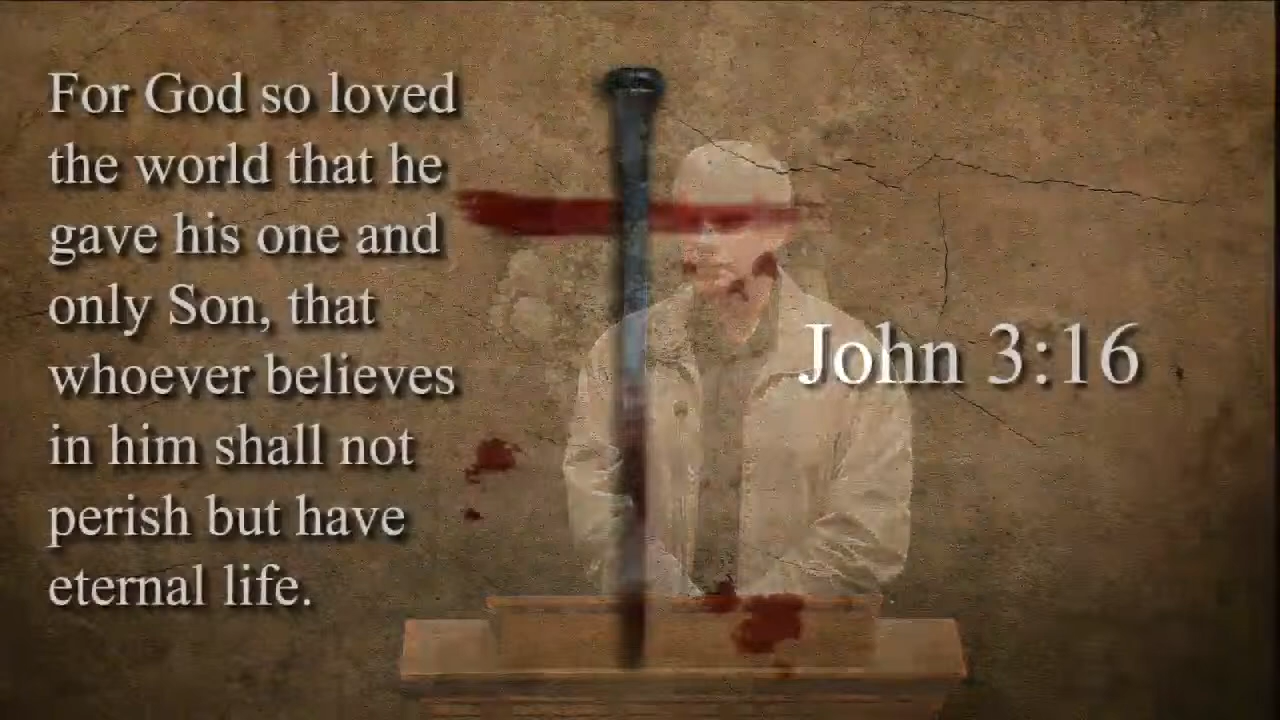 For God so loved
the world that he
gave his one and
only Son, that
whoever believes
in him shall not
perish but have
eternal life.
John 3:16